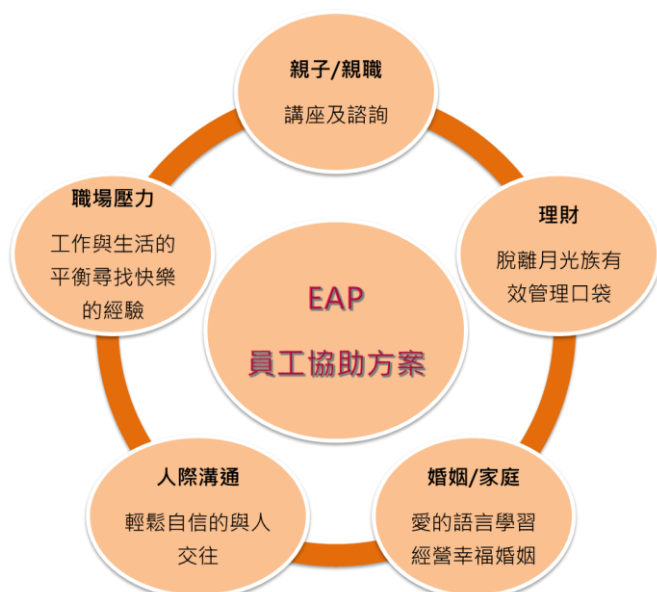 親子/親職
講座及諮詢
理財
脫離月光族有
效管理口袋
婚姻/家庭
愛的語言學習
經營幸福婚姻
人際溝通
輕鬆自信的與人
交往
職場壓力
工作與生活的
平衡尋找快樂
的經驗
EAP
員工協助方案